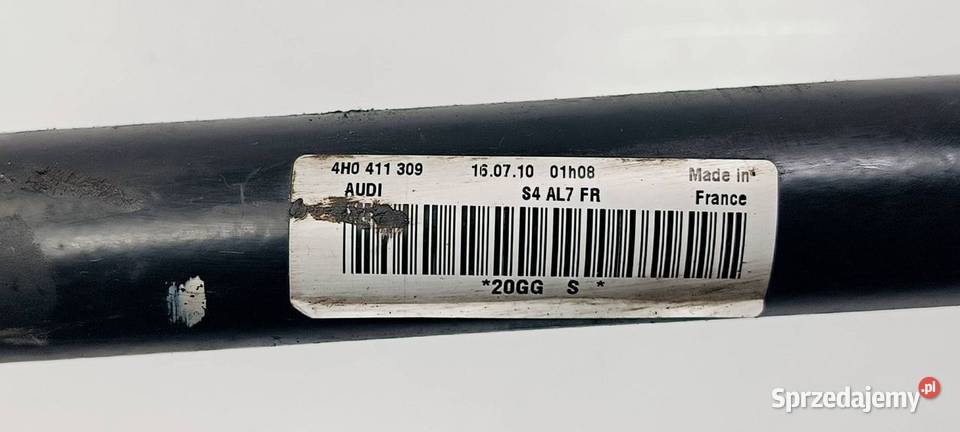 4H0 411 309 16.07.10 01h08 Made in
AUDI S4 AL7 FR France
*20GG S *
Sprzedajemy.pl